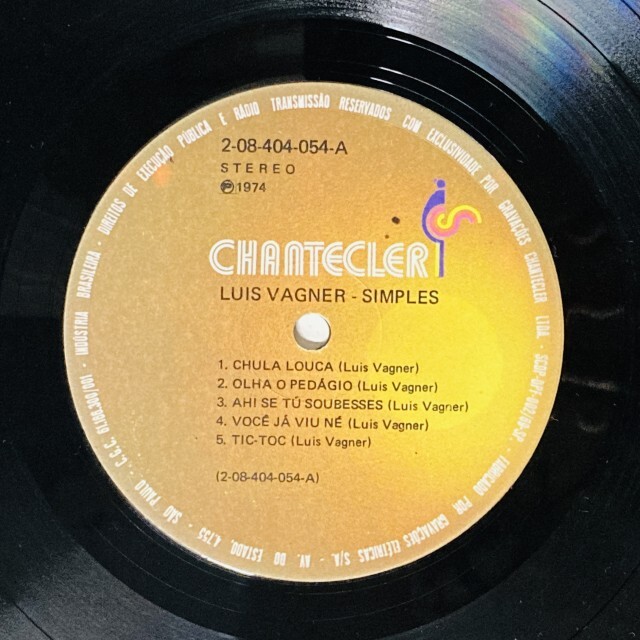 2-08-404-054-A
STEREO
℗ 1974
CHANTECLER
LUIS VAGNER - SIMPLES
1. CHULA LOUCA (Luis Vagner)
2. OLHA O PEDÁGIO (Luis Vagner)
3. AH! SE TÚ SOUBESSES (Luis Vagner)
4. VOCÊ JÁ VIU NÉ (Luis Vagner)
5. TIC-TOC (Luis Vagner)
(2-08-404-054-A)
INDÚSTRIA BRASILEIRA - DIREITOS DE EXECUÇÃO PÚBLICA E RÁDIO TRANSMISSÃO RESERVADOS COM EXCLUSIVIDADE POR GRAVAÇÕES CHANTECLER LTDA.
FABRICADO POR GRAVAÇÕES ELÉTRICAS S/A. - AV. DO ESTADO, 4.755 - SÃO PAULO - C.G.C.